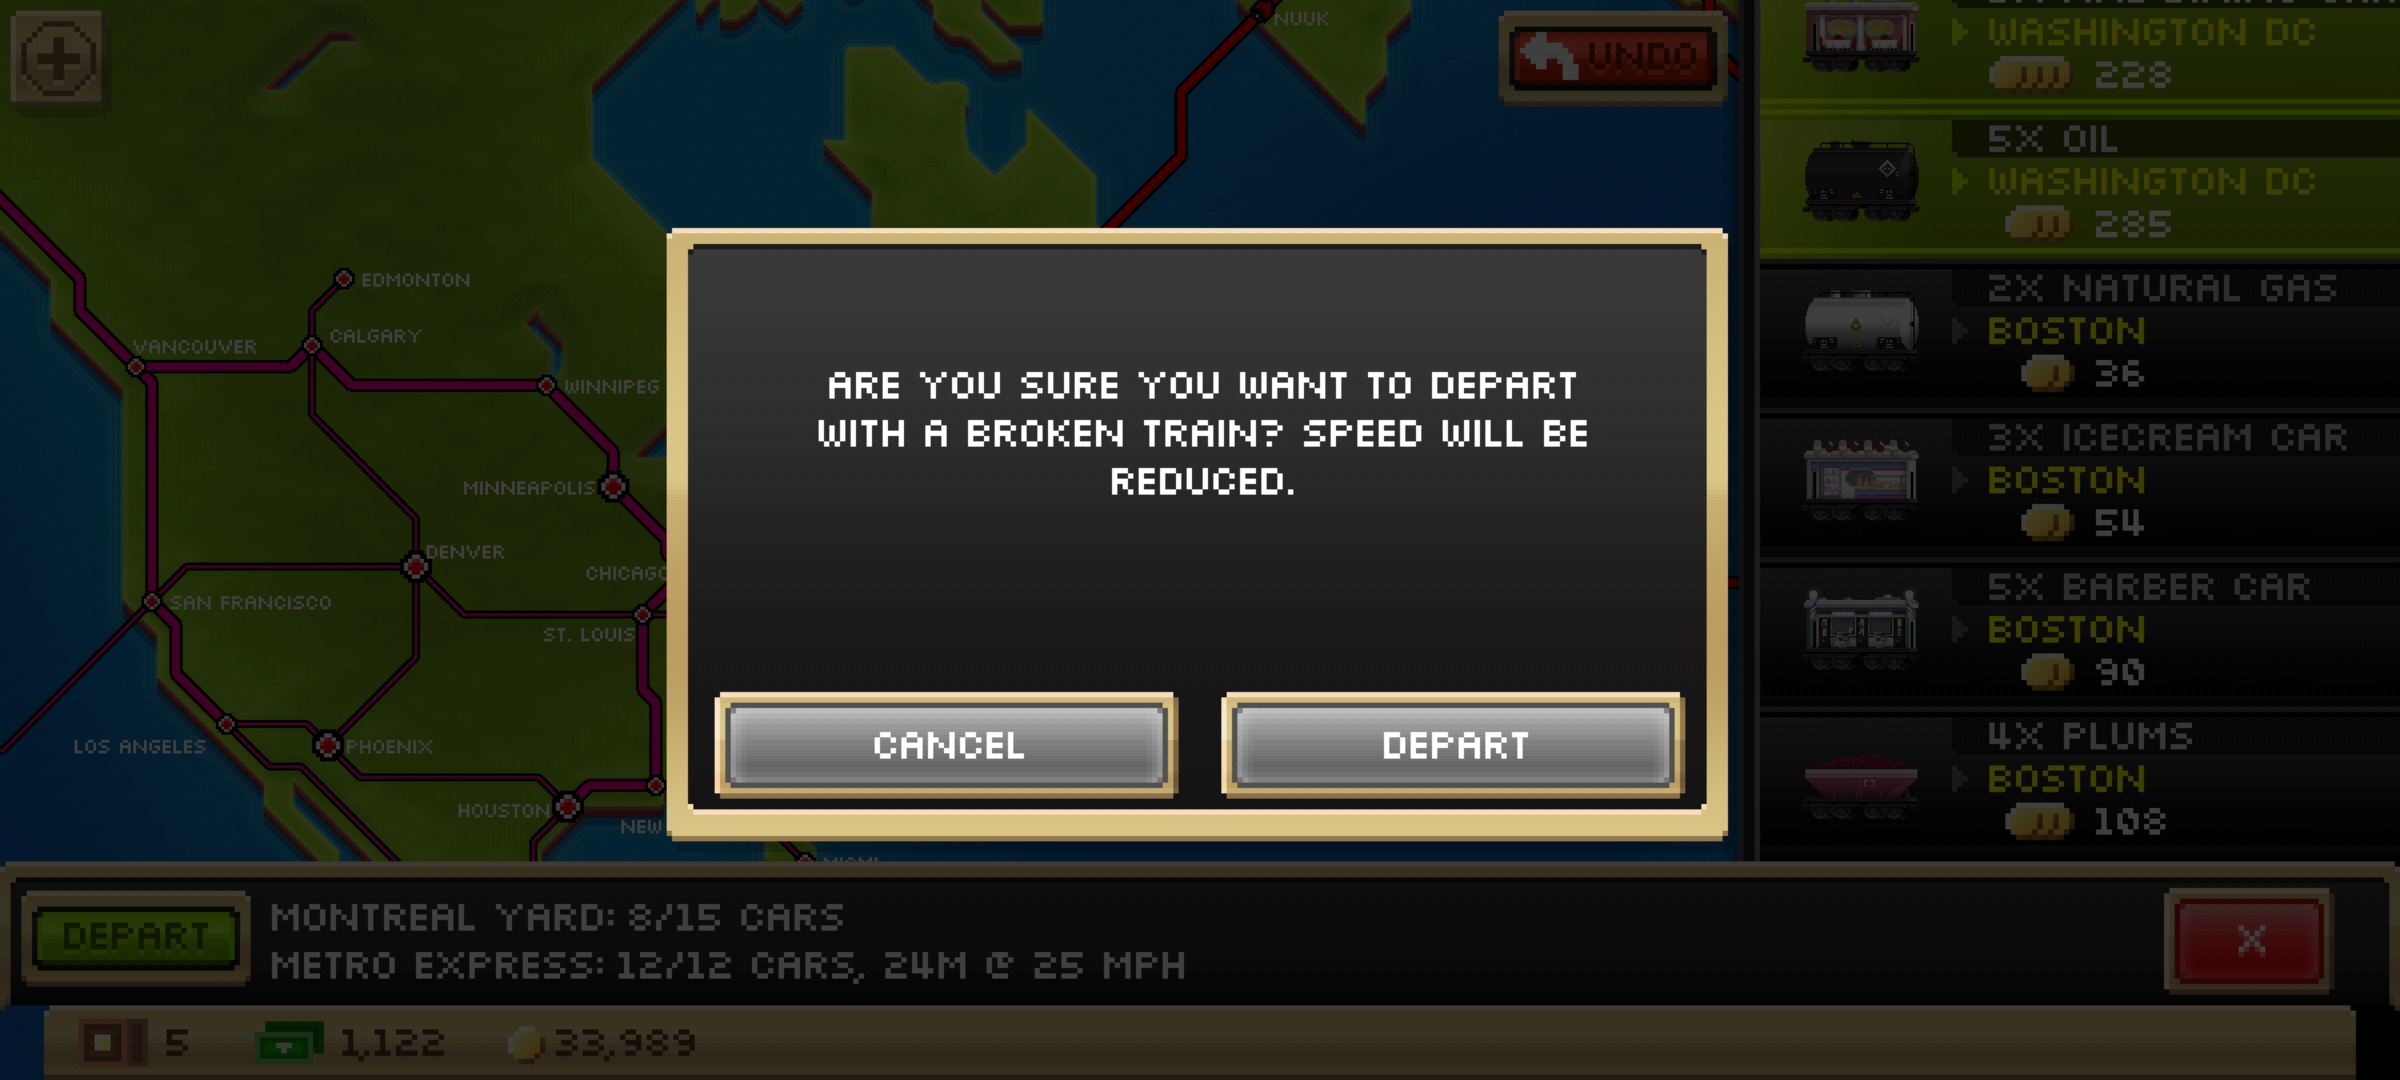 NUUK
UNDO
WASHINGTON DC
228
5X OIL
WASHINGTON DC
285
2X NATURAL GAS
BOSTON
36
3X ICECREAM CAR
BOSTON
54
5X BARBER CAR
BOSTON
90
4X PLUMS
BOSTON
108
EDMONTON
CALGARY
VANCOUVER
WINNIPEG
MINNEAPOLIS
DENVER
CHICAGO
SAN FRANCISCO
ST. LOUIS
LOS ANGELES
PHOENIX
HOUSTON
NEW
MIAMI
ARE YOU SURE YOU WANT TO DEPART
WITH A BROKEN TRAIN? SPEED WILL BE
REDUCED.
CANCEL
DEPART
DEPART
MONTREAL YARD: 8/15 CARS
METRO EXPRESS: 12/12 CARS, 24M @ 25 MPH
X
5
1,122
33,989